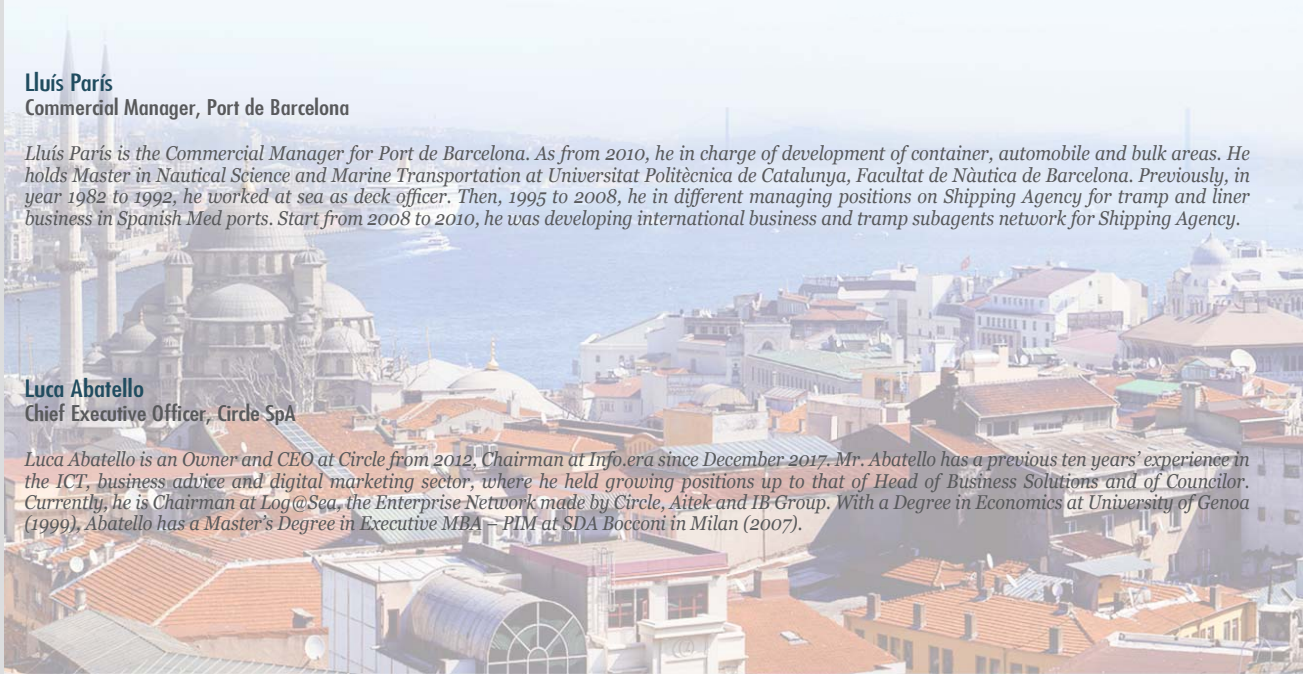 Lluís París
Commercial Manager, Port de Barcelona
Lluís París is the Commercial Manager for Port de Barcelona. As from 2010, he in charge of development of container, automobile and bulk areas. He
holds Master in Nautical Science and Marine Transportation at Universitat Politècnica de Catalunya, Facultat de Nàutica de Barcelona. Previously, in
year 1982 to 1992, he worked at sea as deck officer. Then, 1995 to 2008, he in different managing positions on Shipping Agency for tramp and liner
business in Spanish Med ports. Start from 2008 to 2010, he was developing international business and tramp subagents network for Shipping Agency.
Luca Abatello
Chief Executive Officer, Circle SpA
Luca Abatello is an Owner and CEO at Circle from 2012, Chairman at Info.era since December 2017. Mr. Abatello has a previous ten years’ experience in
the ICT, business advice and digital marketing sector, where he held growing positions up to that of Head of Business Solutions and of Councilor.
Currently, he is Chairman at Log@Sea, the Enterprise Network made by Circle, Aitek and IB Group. With a Degree in Economics at University of Genoa
(1999), Abatello has a Master’s Degree in Executive MBA – PIM at SDA Bocconi in Milan (2007).